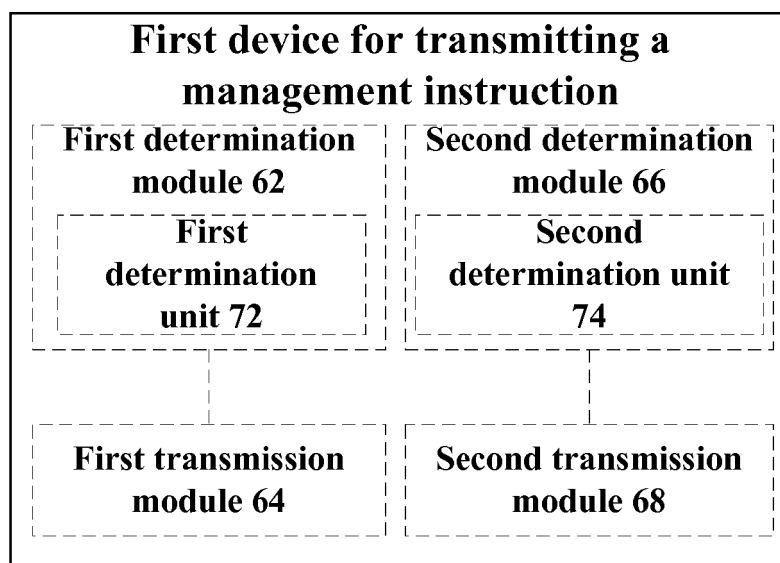 First device for transmitting a
management instruction
First determination
module 62
First
determination
unit 72
Second determination
module 66
Second
determination unit
74
First transmission
module 64
Second transmission
module 68